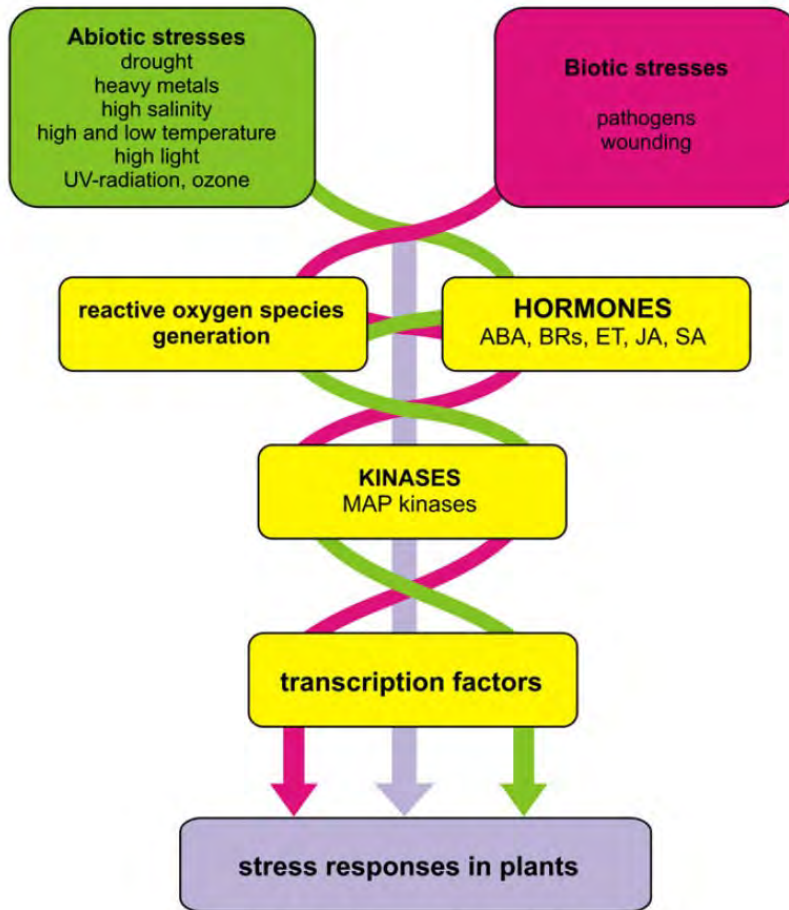 Abiotic stresses
drought
heavy metals
high salinity
high and low temperature
high light
UV-radiation, ozone
Biotic stresses
pathogens
wounding
reactive oxygen species
generation
HORMONES
ABA, BRs, ET, JA, SA
KINASES
MAP kinases
transcription factors
stress responses in plants